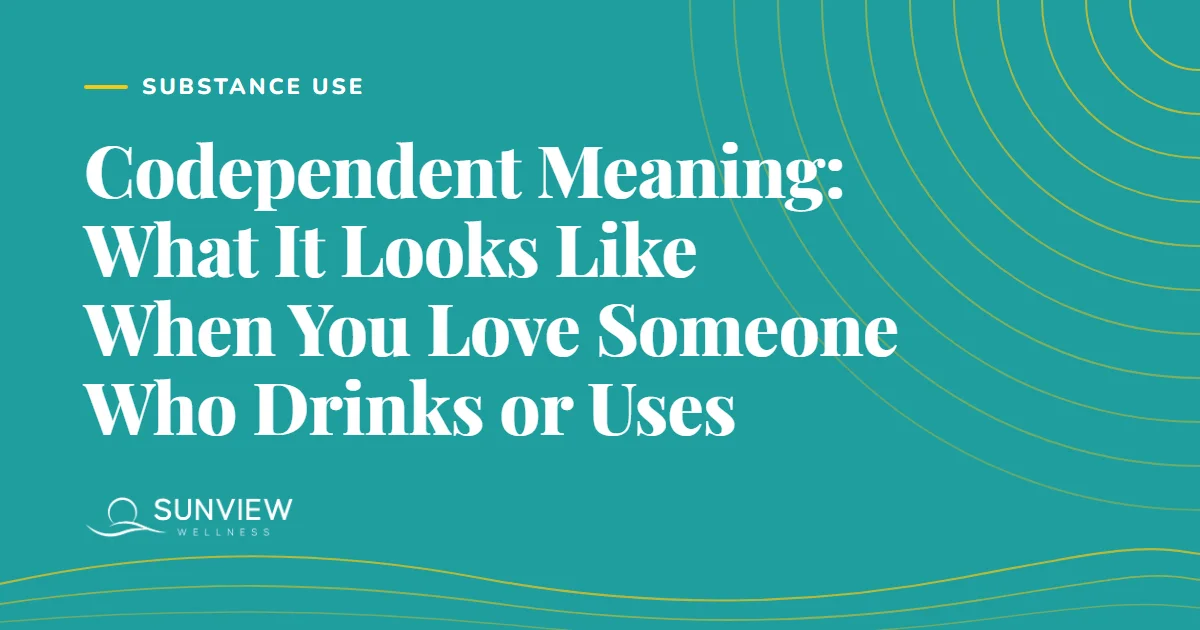 SUBSTANCE USE
Codependent Meaning:
What It Looks Like
When You Love Someone
Who Drinks or Uses
SUNVIEW
WELLNESS